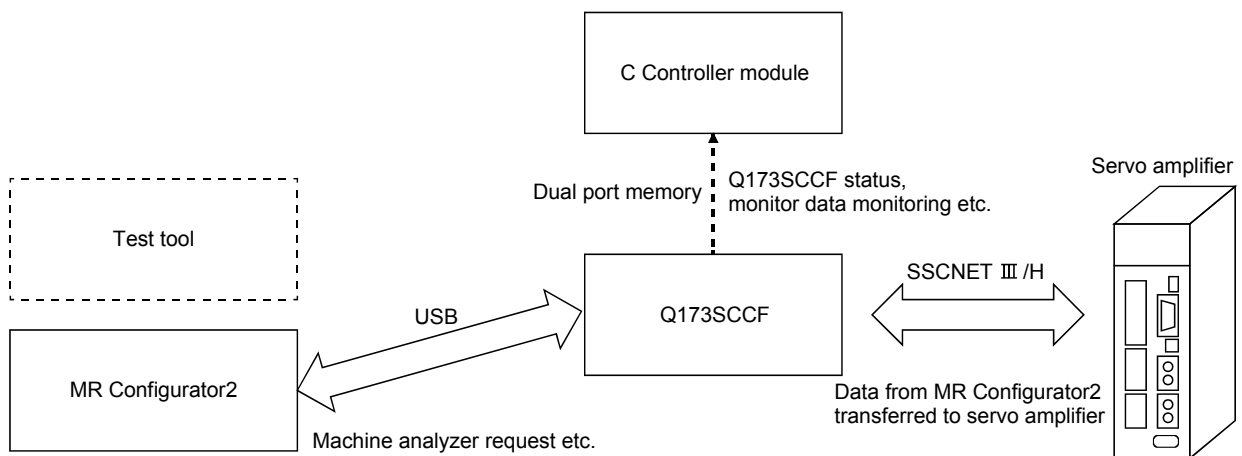 C Controller module
Dual port memory
Q173SCCF status,
monitor data monitoring etc.
Servo amplifier
Test tool
SSCNET Ⅲ /H
USB
Q173SCCF
MR Configurator2
Data from MR Configurator2
transferred to servo amplifier
Machine analyzer request etc.